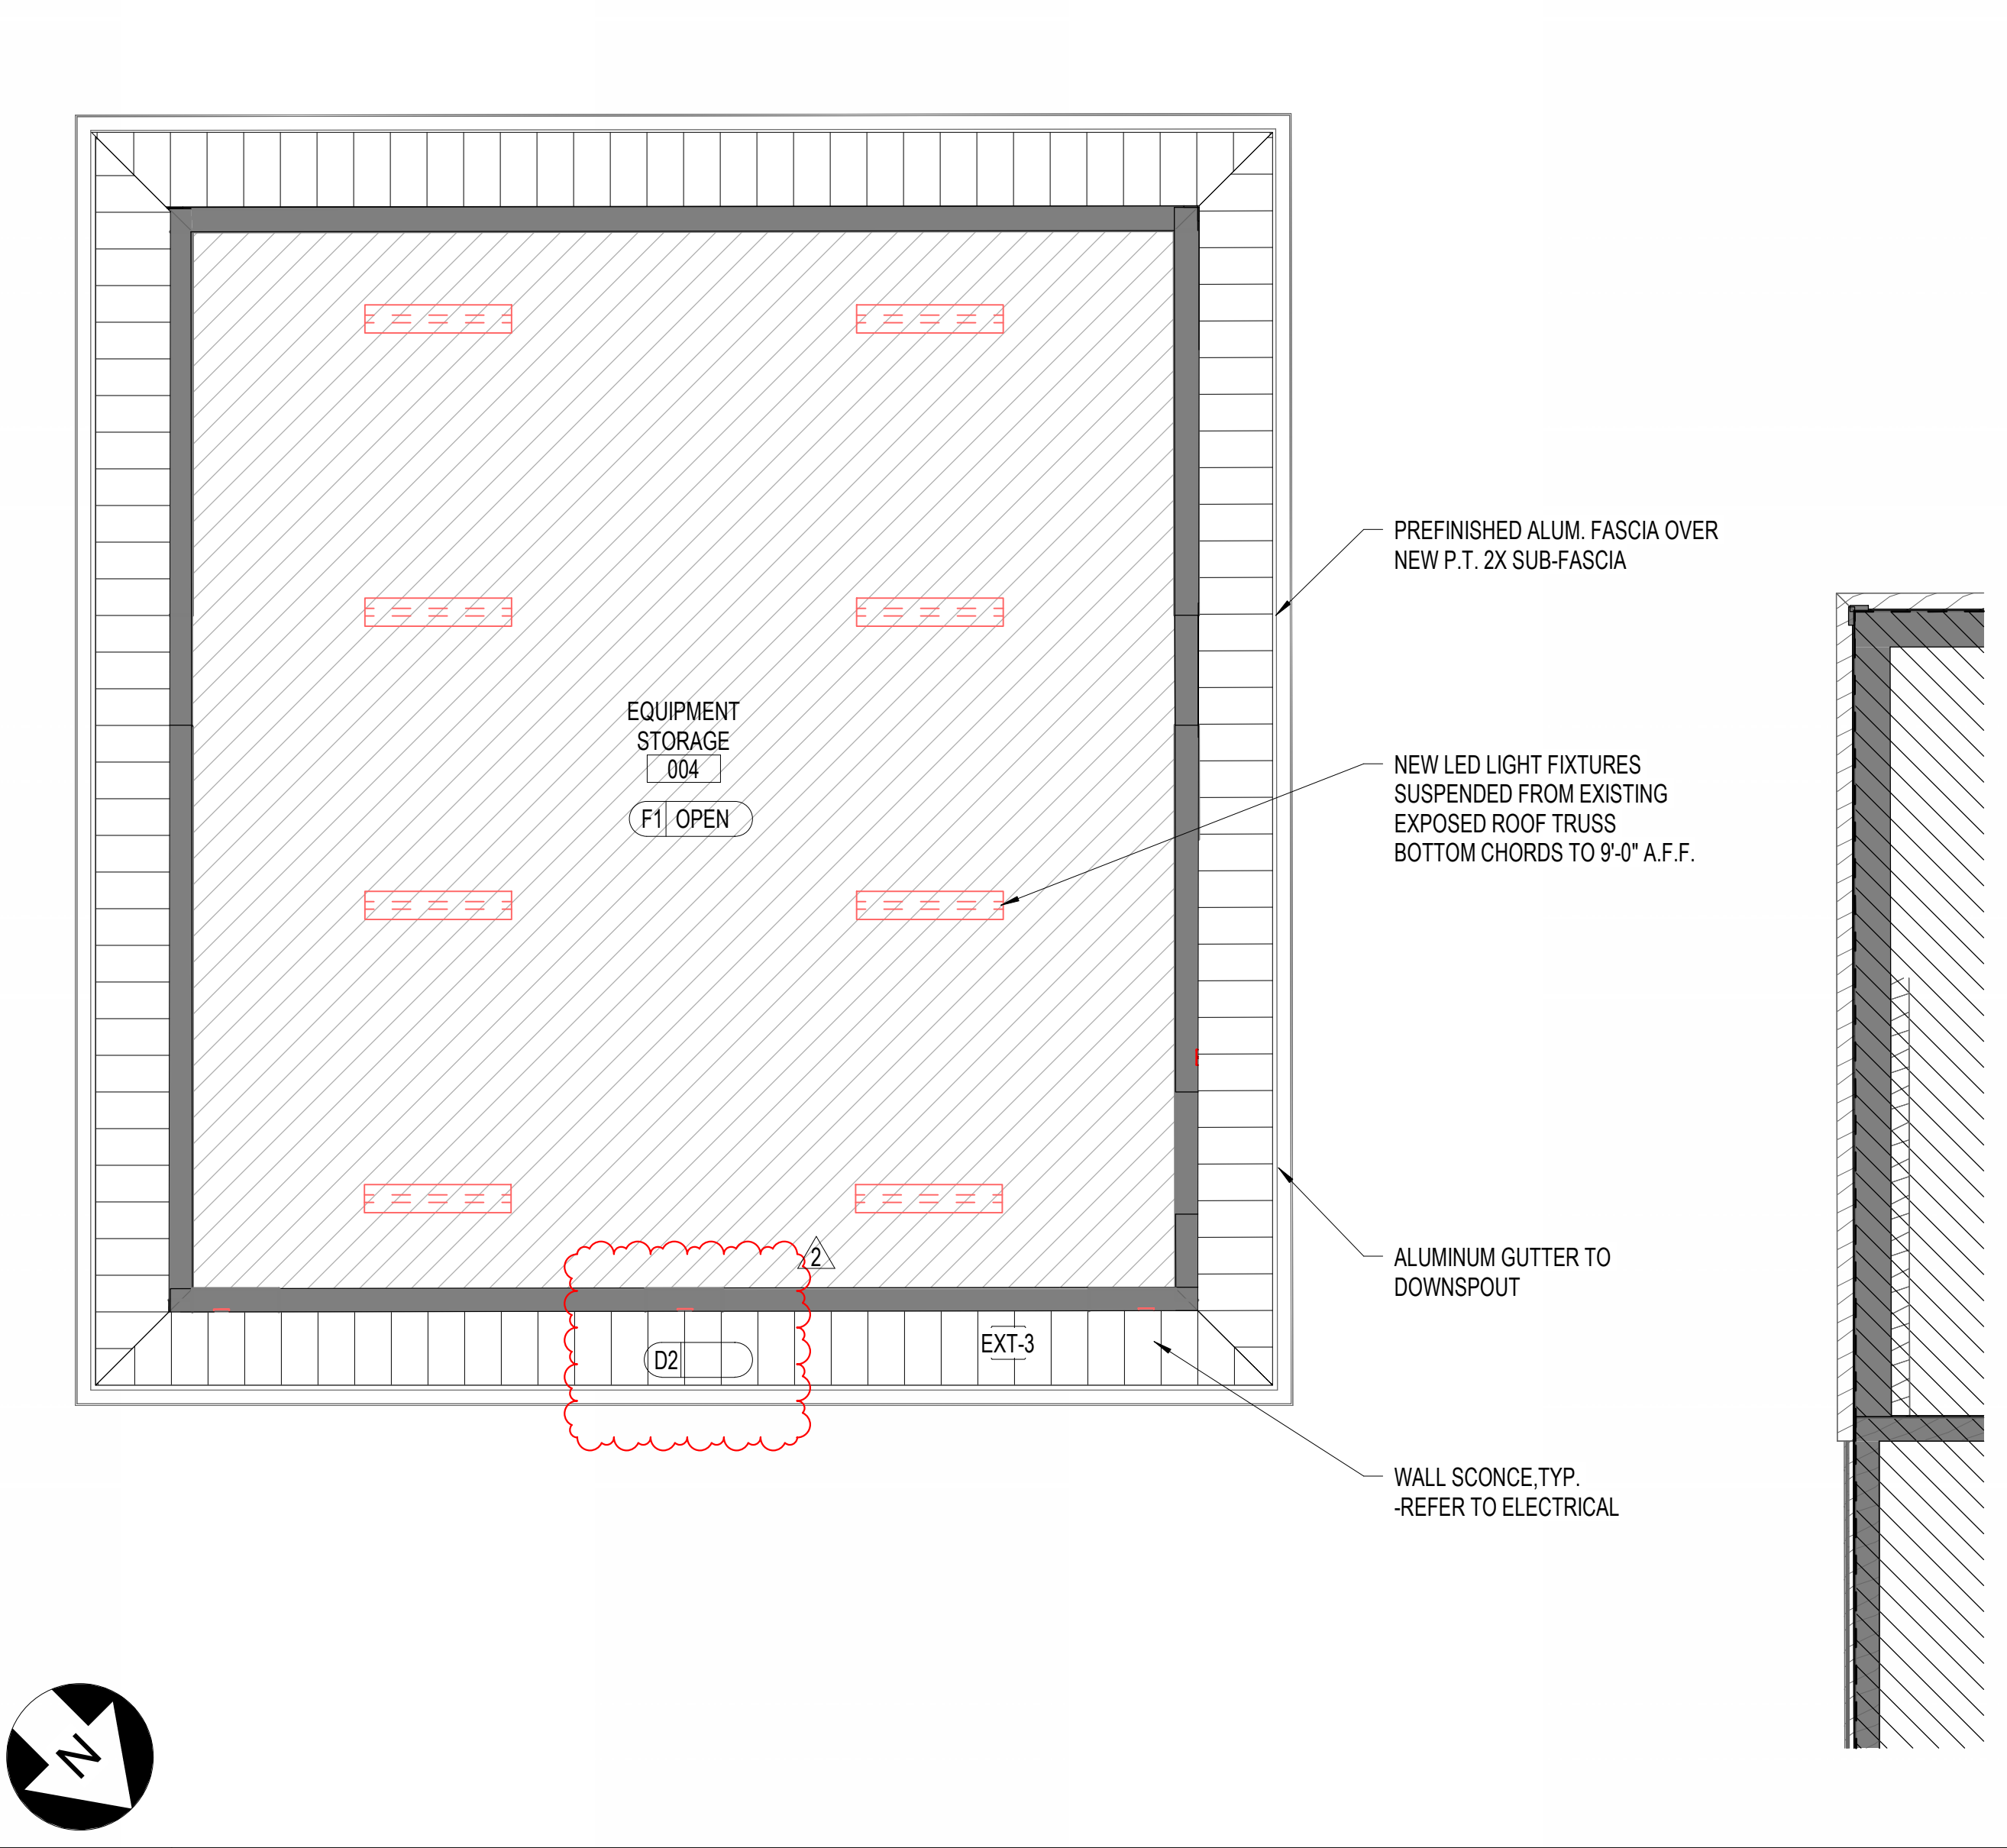 PREFINISHED ALUM. FASCIA OVER
NEW P.T. 2X SUB-FASCIA
EQUIPMENT
STORAGE
004
F1 OPEN
NEW LED LIGHT FIXTURES
SUSPENDED FROM EXISTING
EXPOSED ROOF TRUSS
BOTTOM CHORDS TO 9'-0" A.F.F.
2
ALUMINUM GUTTER TO
DOWNSPOUT
D2
EXT-3
WALL SCONCE,TYP.
-REFER TO ELECTRICAL
N